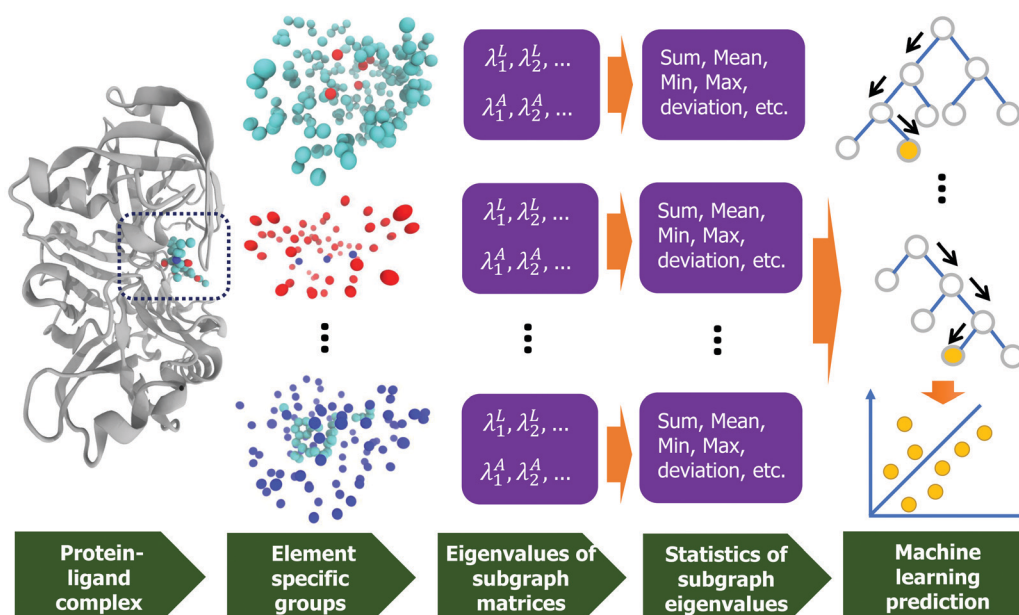 λ₁ᴸ, λ₂ᴸ, ...
λ₁ᴬ, λ₂ᴬ, ...
Sum, Mean,
Min, Max,
deviation, etc.
λ₁ᴸ, λ₂ᴸ, ...
λ₁ᴬ, λ₂ᴬ, ...
Sum, Mean,
Min, Max,
deviation, etc.
λ₁ᴸ, λ₂ᴸ, ...
λ₁ᴬ, λ₂ᴬ, ...
Sum, Mean,
Min, Max,
deviation, etc.
Protein-
ligand
complex
Element
specific
groups
Eigenvalues of
subgraph
matrices
Statistics of
subgraph
eigenvalues
Machine
learning
prediction